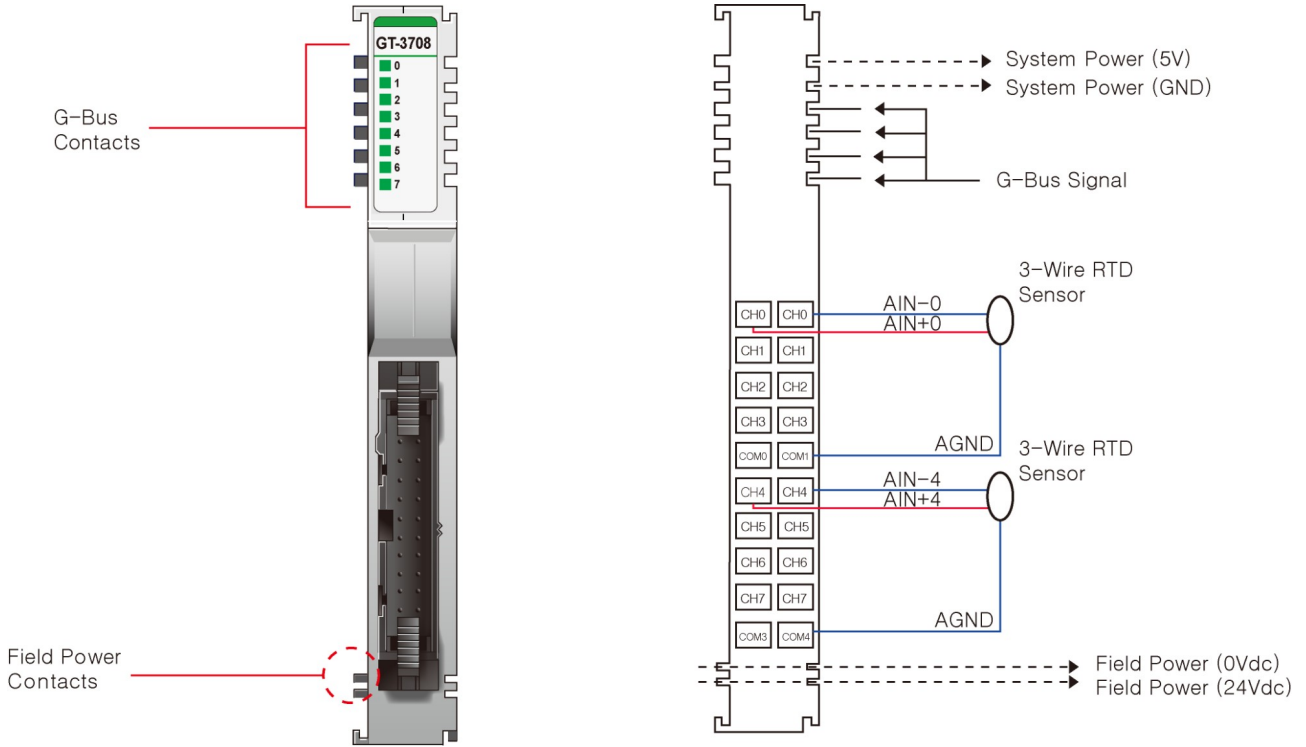 GT-3708
0
1
2
3
4
5
6
7
G-Bus
Contacts
Field Power
Contacts
System Power (5V)
System Power (GND)
G-Bus Signal
3-Wire RTD
Sensor
CH0 CH0 AIN-0
AIN+0
CH1 CH1
CH2 CH2
CH3 CH3
COM0 COM1 AGND
3-Wire RTD
Sensor
CH4 CH4 AIN-4
AIN+4
CH5 CH5
CH6 CH6
CH7 CH7
COM3 COM4 AGND
Field Power (0Vdc)
Field Power (24Vdc)